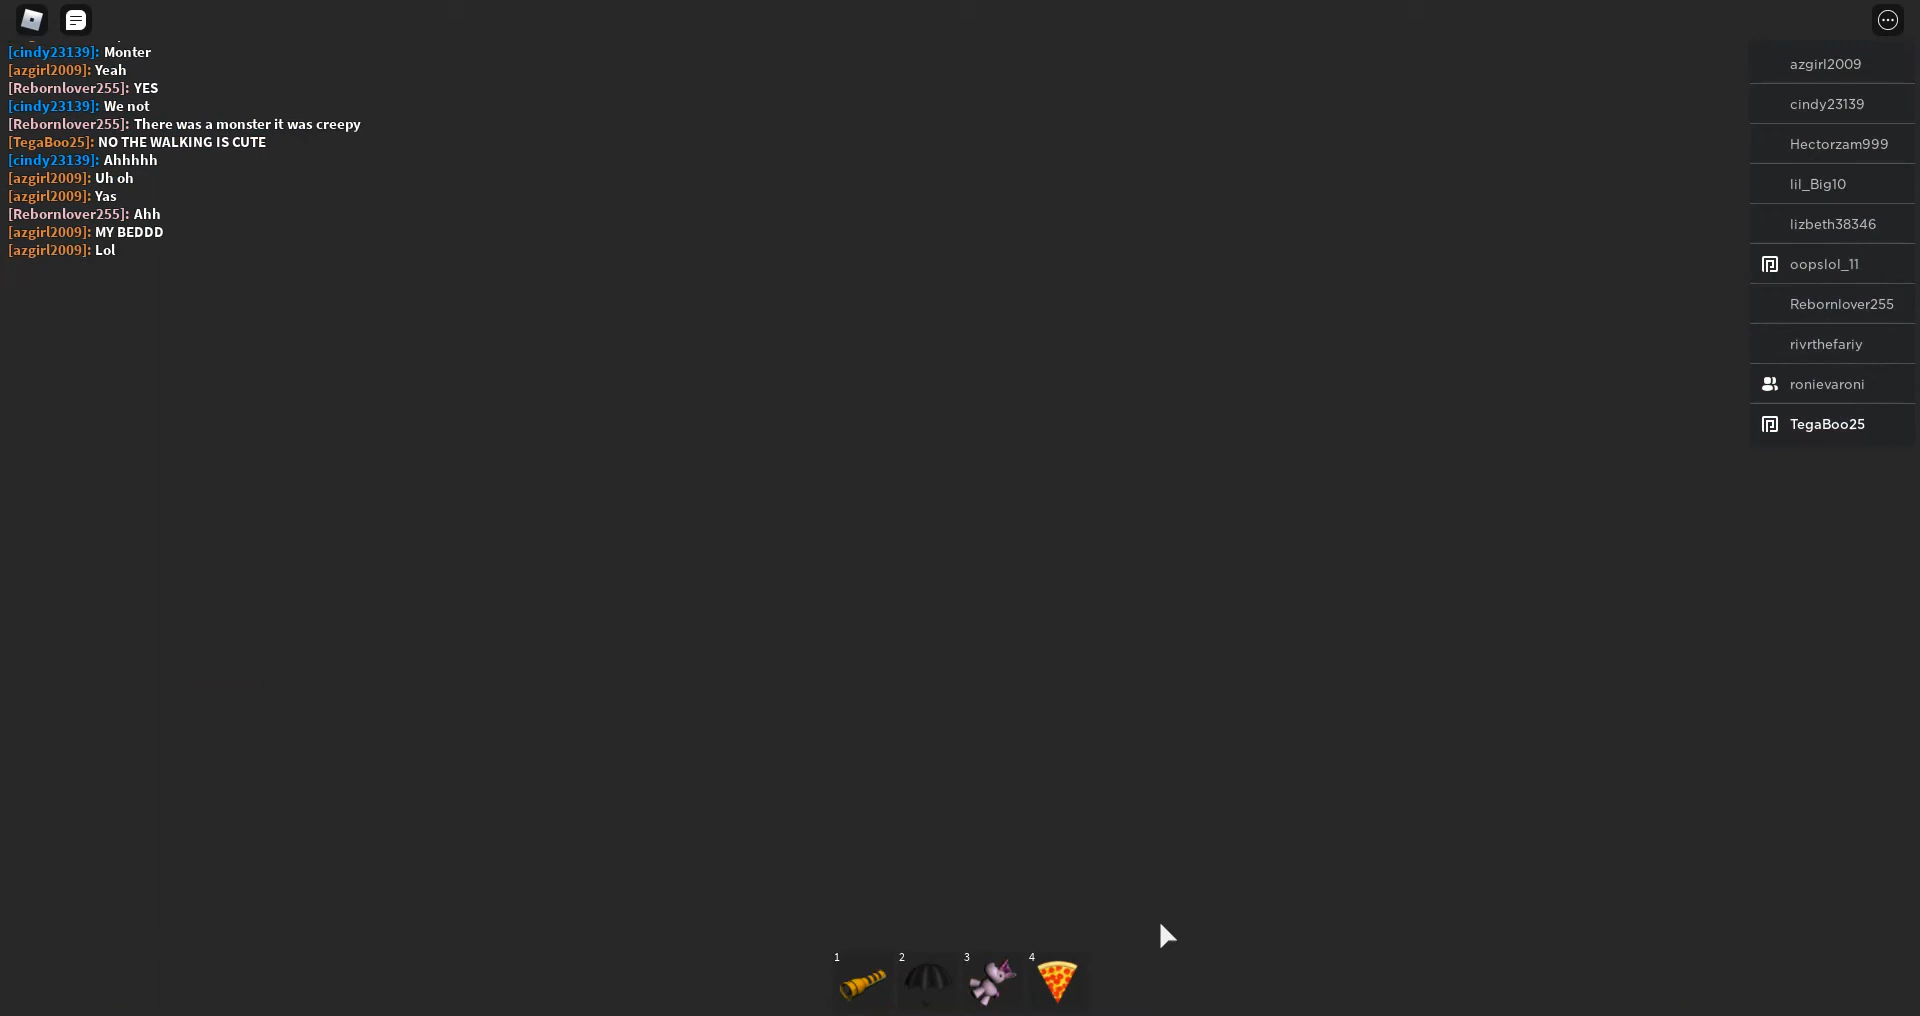 [cindy23139]: Monter
[azgirl2009]: Yeah
[Rebornlover255]: YES
[cindy23139]: We not
[Rebornlover255]: There was a monster it was creepy
[TegaBoo25]: NO THE WALKING IS CUTE
[cindy23139]: Ahhhhh
[azgirl2009]: Uh oh
[azgirl2009]: Yas
[Rebornlover255]: Ahh
[azgirl2009]: MY BEDDD
[azgirl2009]: Lol
azgirl2009
cindy23139
Hectorzam999
lil_Big10
lizbeth38346
oopslol_11
Rebornlover255
rivrthefariy
ronievaroni
TegaBoo25
1 2 3 4